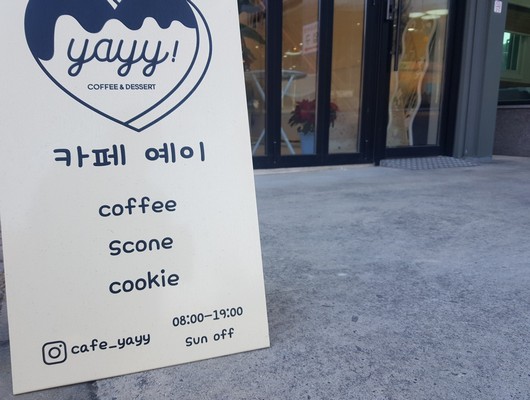 yayy!
COFFEE & DESSERT
카페 예이
coffee
scone
cookie
08:00-19:00
Sun off
cafe_yayy